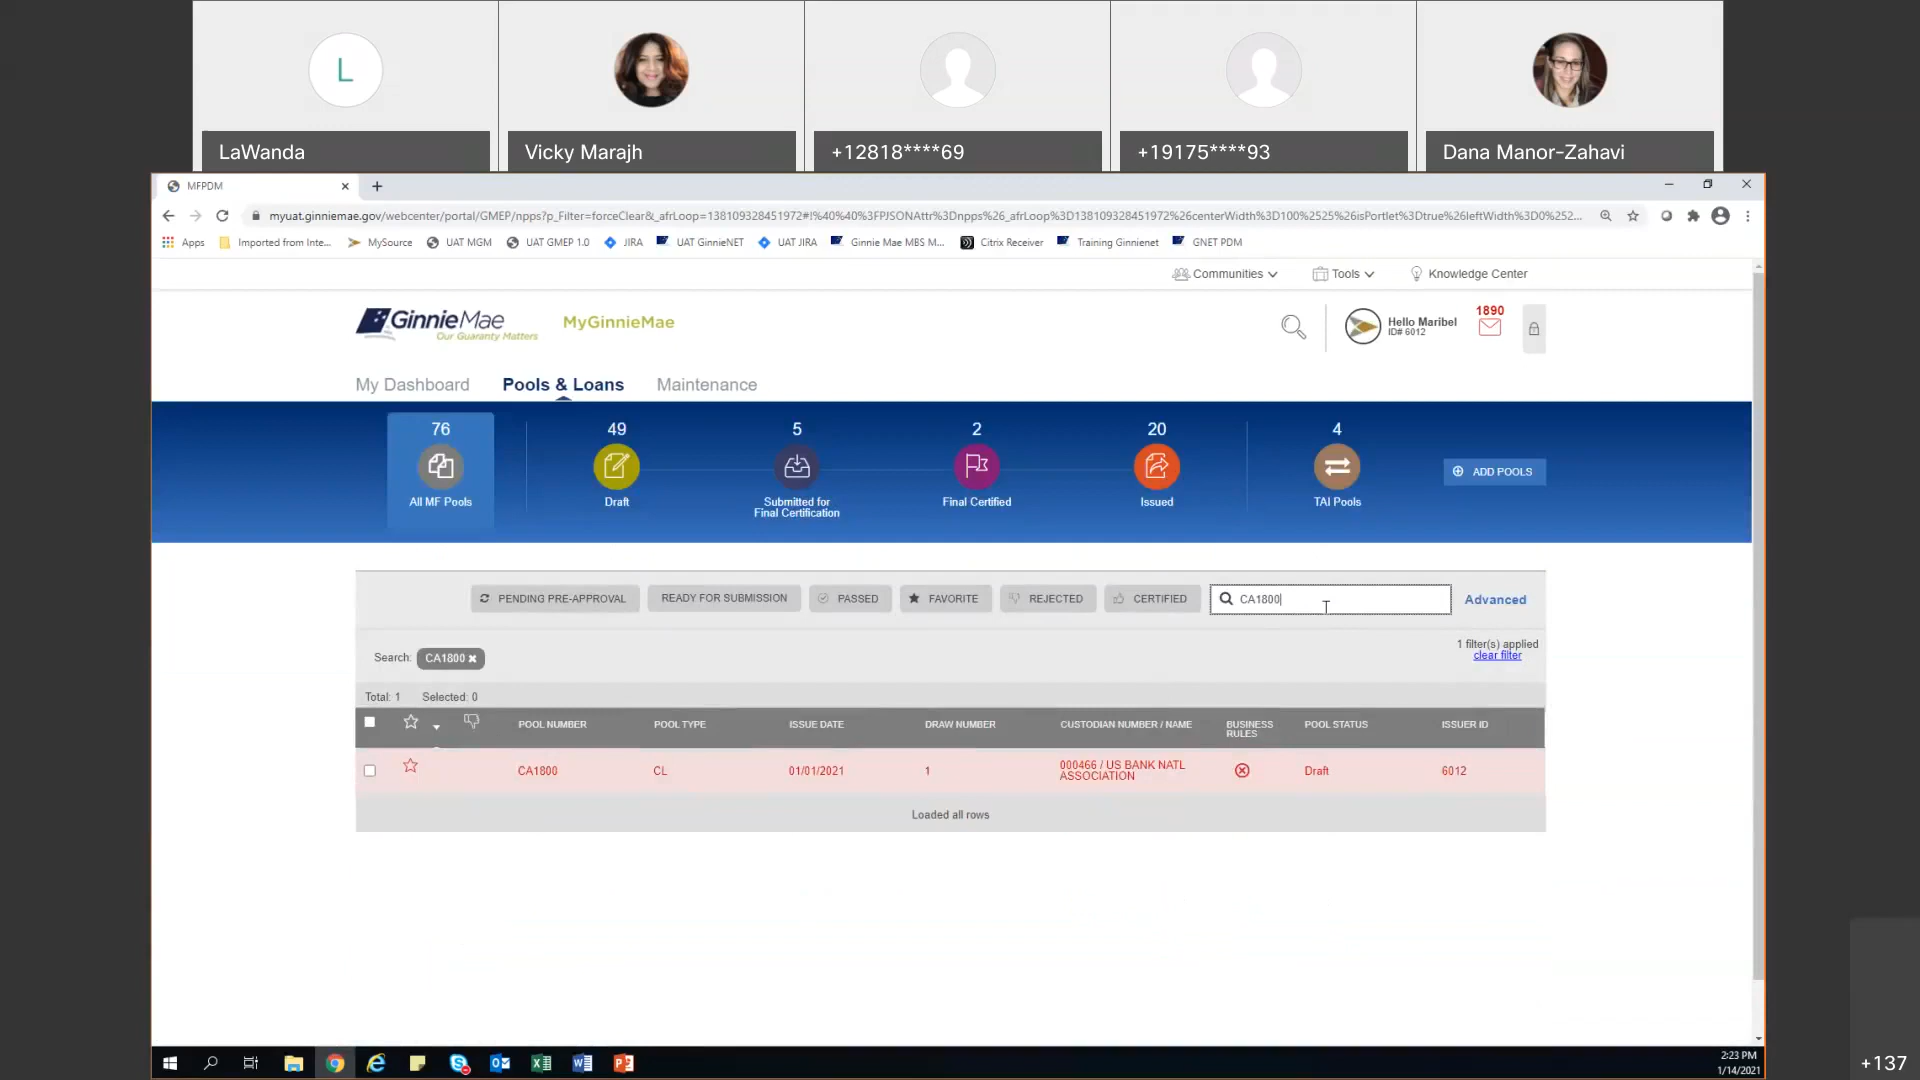 L
LaWanda
Vicky Marajh
+12818****69
+19175****93
Dana Manor-Zahavi
MFPDM
myuat.ginniemae.gov/webcenter/portal/GMEP/npps?p_Filter=forceClear&_afrLoop=138109328451972#!%40%40%3FPJSONAttr%3Dnpps%26_afrLoop%3D138109328451972%26centerWidth%3D100%2525%26isPortlet%3Dtrue%26leftWidth%3D0%252...
Apps
Imported from Inte...
MySource
UAT MGM
UAT GMEP 1.0
JIRA
UAT GinnieNET
UAT JIRA
Ginnie Mae MBS M...
Citrix Receiver
Training Ginnienet
GNET PDM
Communities
Tools
Knowledge Center
GinnieMae
Our Guaranty Matters
MyGinnieMae
Hello Maribel
ID# 6012
1890
My Dashboard
Pools & Loans
Maintenance
76
All MF Pools
49
Draft
5
Submitted for
Final Certification
2
Final Certified
20
Issued
4
TAI Pools
ADD POOLS
PENDING PRE-APPROVAL
READY FOR SUBMISSION
PASSED
FAVORITE
REJECTED
CERTIFIED
CA1800
Advanced
1 filter(s) applied
clear filter
Search: CA1800
Total: 1 Selected: 0
POOL NUMBER
POOL TYPE
ISSUE DATE
DRAW NUMBER
CUSTODIAN NUMBER / NAME
BUSINESS
RULES
POOL STATUS
ISSUER ID
CA1800
CL
01/01/2021
1
000466 / US BANK NATL
ASSOCIATION
Draft
6012
Loaded all rows
2:23 PM
1/14/2021
+137